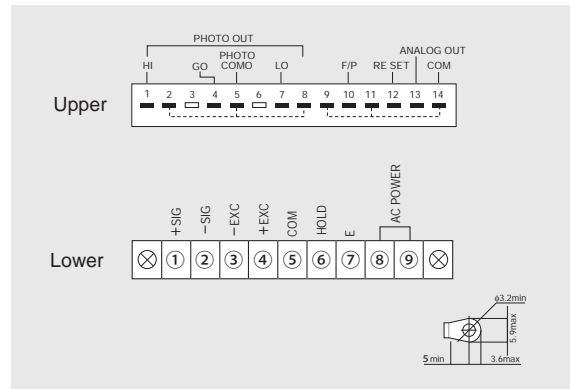 PHOTO OUT
PHOTO
ANALOG OUT
HI GO COMO LO F/P RE SET COM
1 2 3 4 5 6 7 8 9 10 11 12 13 14
Upper
+SIG −SIG −EXC +EXC COM HOLD E AC POWER
Lower
① ② ③ ④ ⑤ ⑥ ⑦ ⑧ ⑨
φ3.2min
5.9max
5 min 3.6max